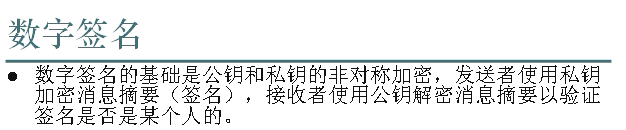 数字签名
● 数字签名的基础是公钥和私钥的非对称加密，发送者使用私钥
加密消息摘要（签名），接收者使用公钥解密消息摘要以验证
签名是否是某个人的。